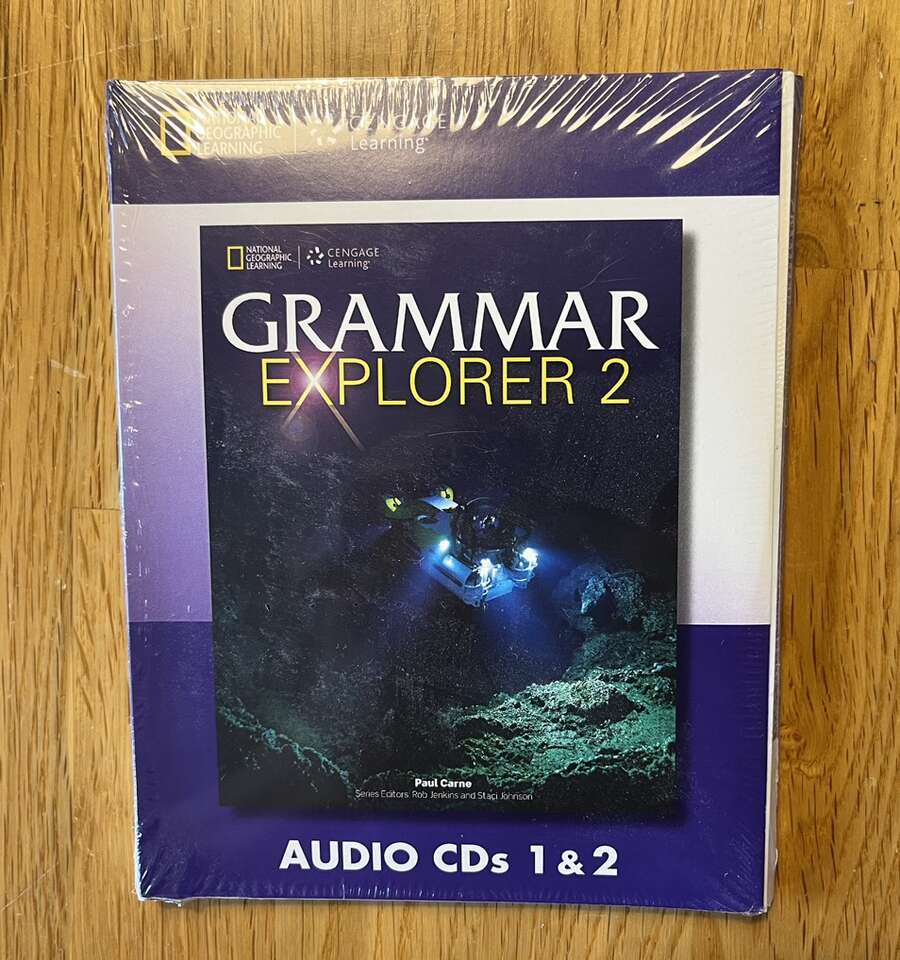 NATIONAL
GEOGRAPHIC
LEARNING
CENGAGE
Learning
NATIONAL
GEOGRAPHIC
LEARNING
CENGAGE
Learning
GRAMMAR
EXPLORER 2
Paul Carne
Series Editors: Rob Jenkins and Staci Johnson
AUDIO CDs 1 & 2